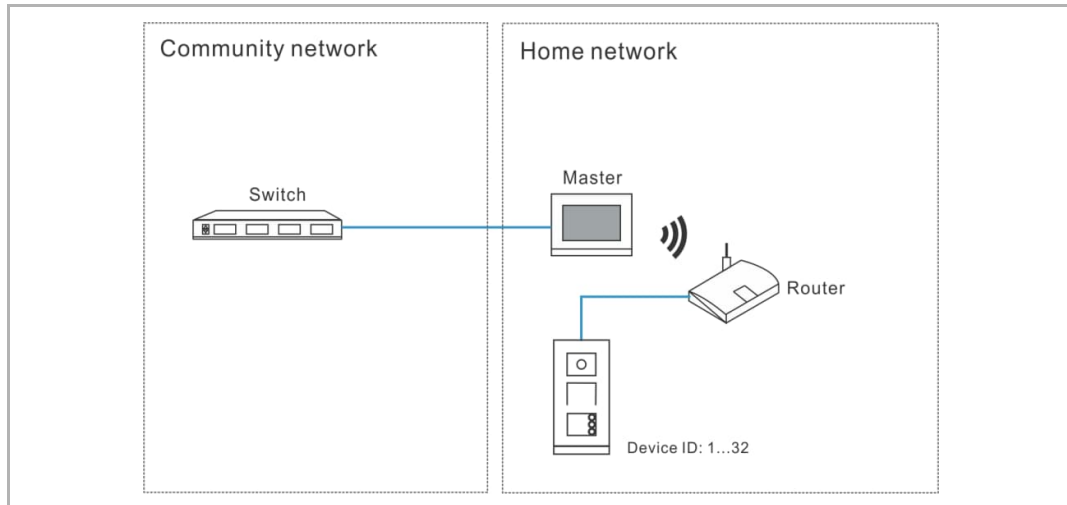 Community network
Home network
Master
Switch
Router
Device ID: 1...32